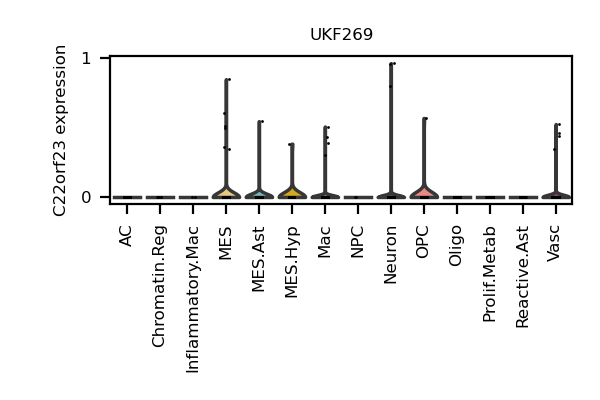 UKF269
C22orf23 expression
1
0
AC
Chromatin.Reg
Inflammatory.Mac
MES
MES.Ast
MES.Hyp
Mac
NPC
Neuron
OPC
Oligo
Prolif.Metab
Reactive.Ast
Vasc